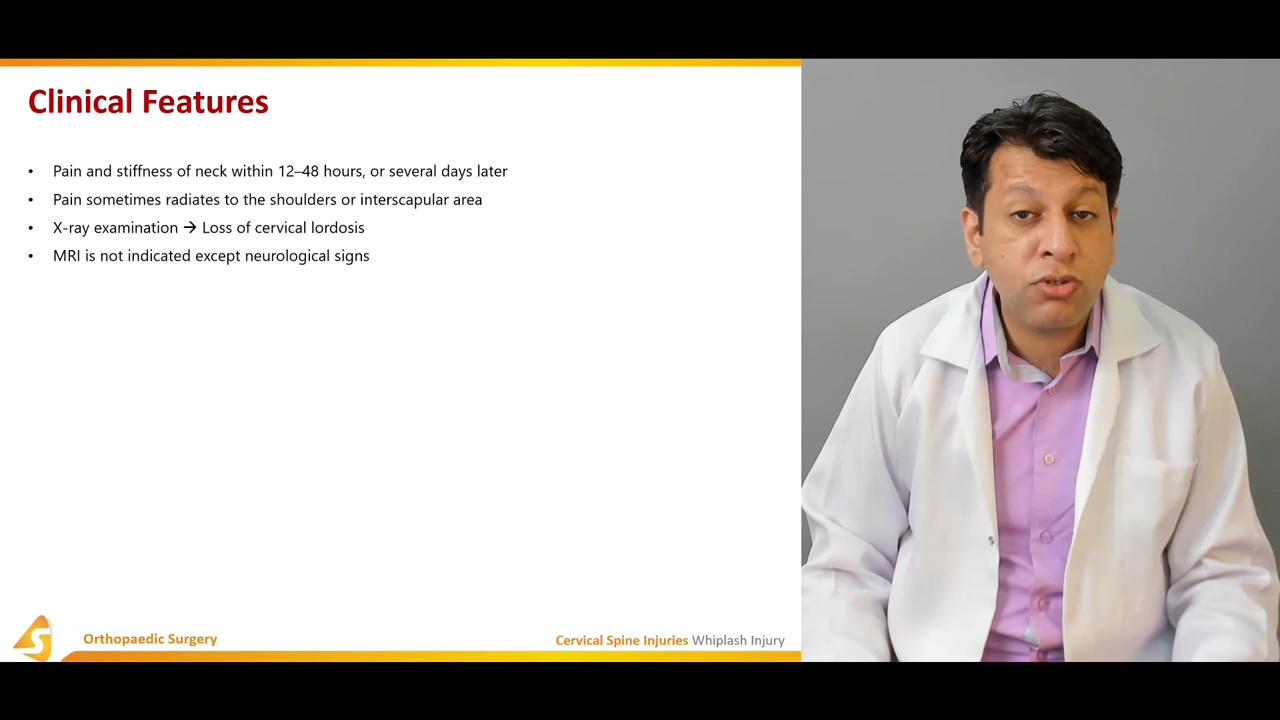 Clinical Features
• Pain and stiffness of neck within 12–48 hours, or several days later
• Pain sometimes radiates to the shoulders or interscapular area
• X-ray examination → Loss of cervical lordosis
• MRI is not indicated except neurological signs
Orthopaedic Surgery
Cervical Spine Injuries Whiplash Injury